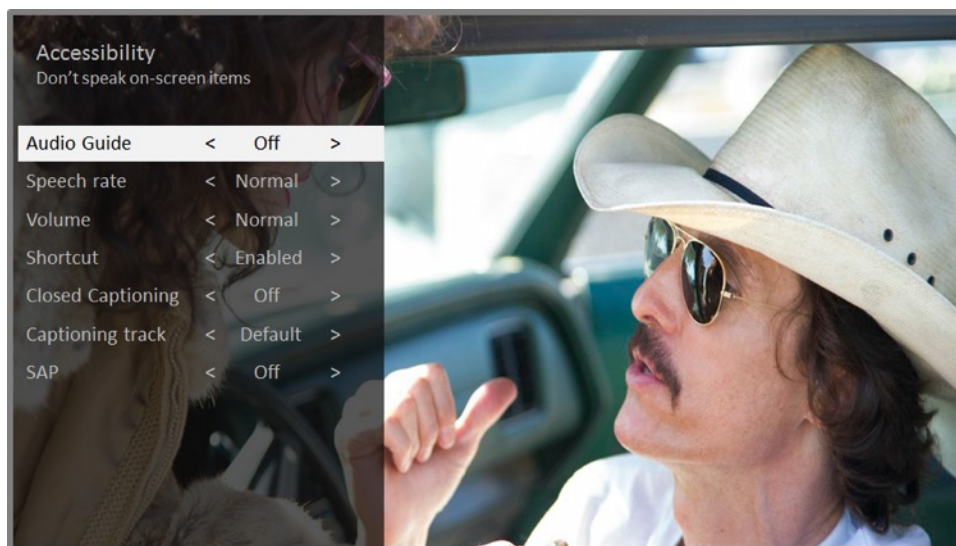 Accessibility
Don't speak on-screen items
Audio Guide < Off >
Speech rate < Normal >
Volume < Normal >
Shortcut < Enabled >
Closed Captioning < Off >
Captioning track < Default >
SAP < Off >